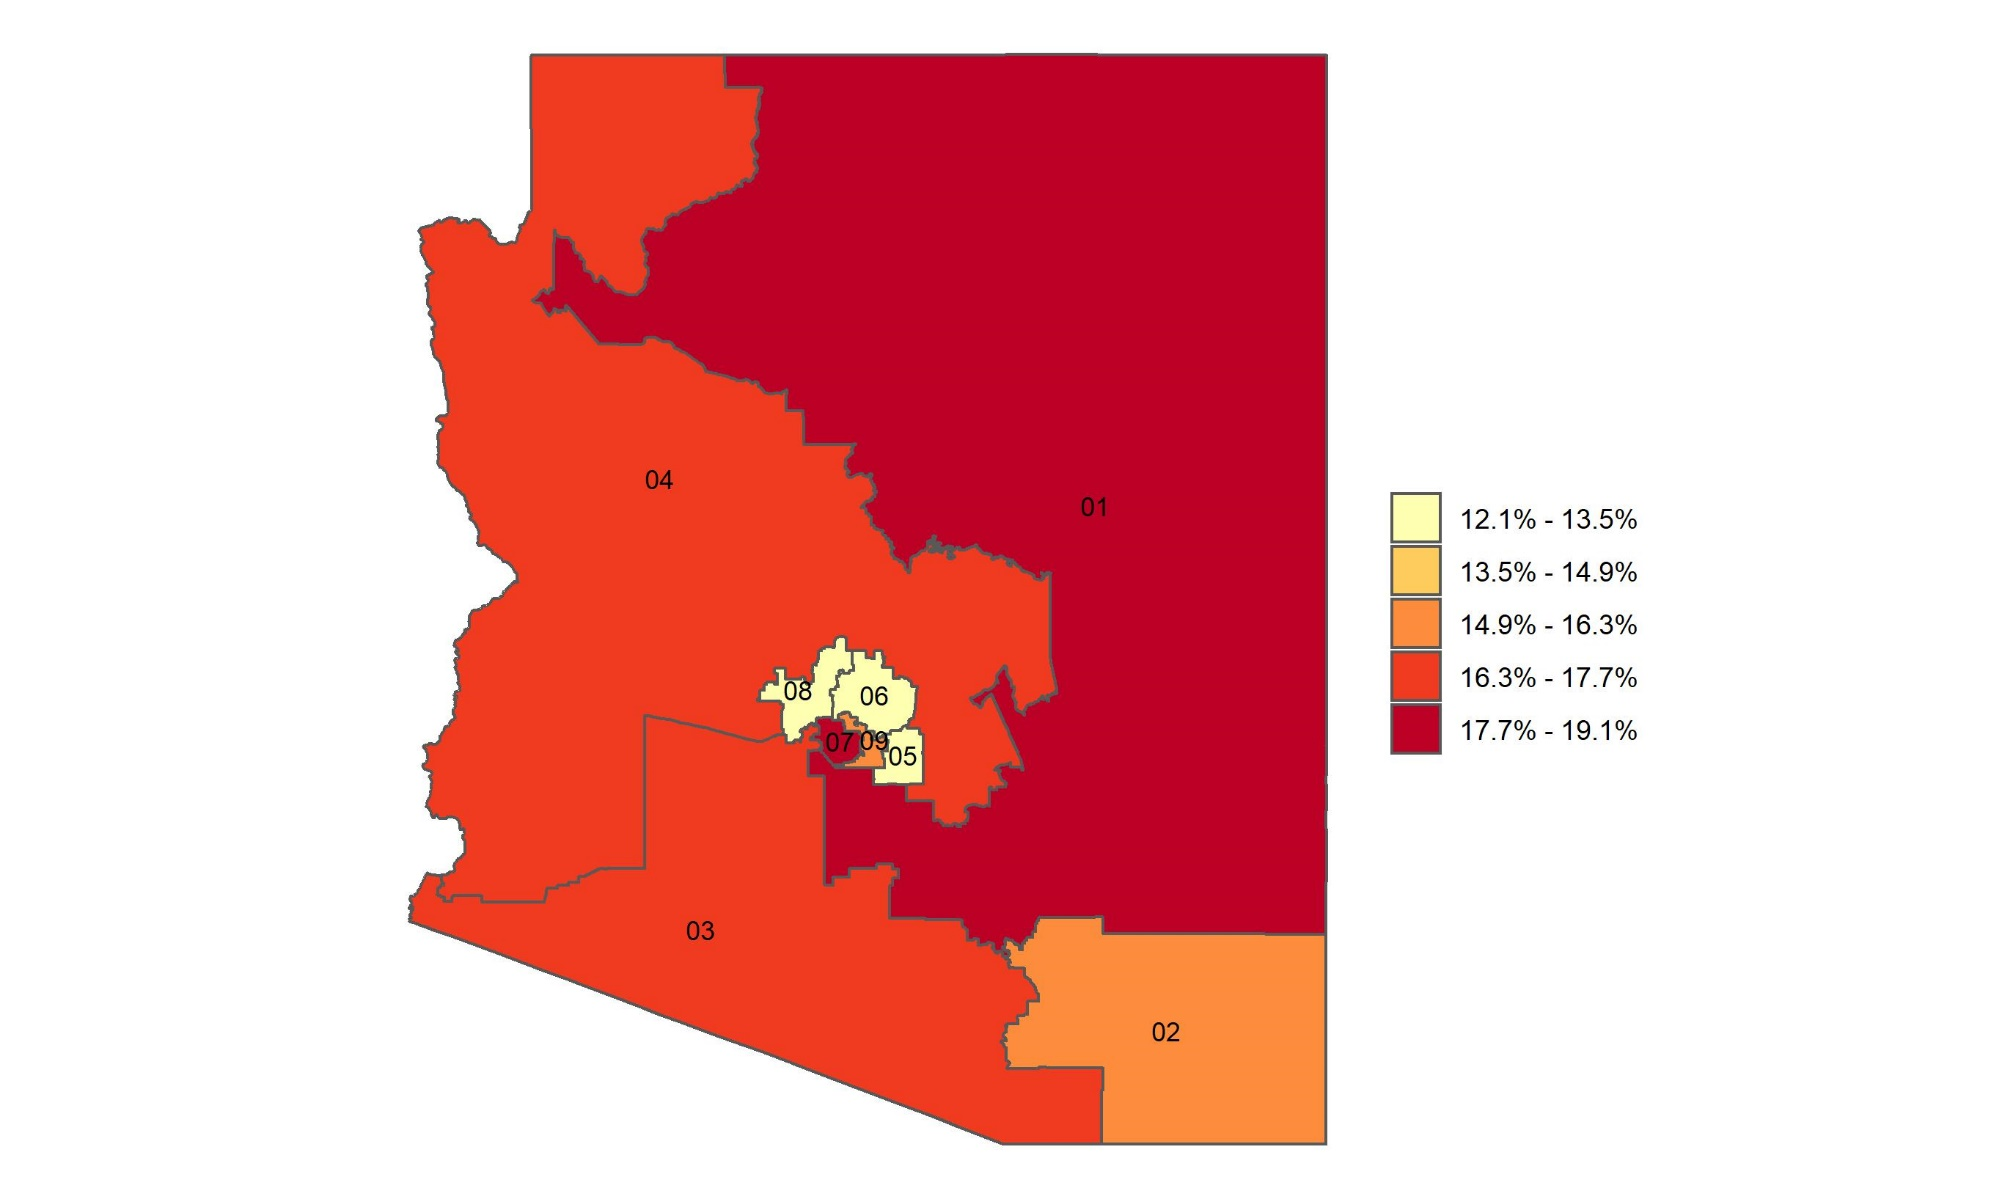 04
01
08
06
07
09
05
03
02
12.1% - 13.5%
13.5% - 14.9%
14.9% - 16.3%
16.3% - 17.7%
17.7% - 19.1%